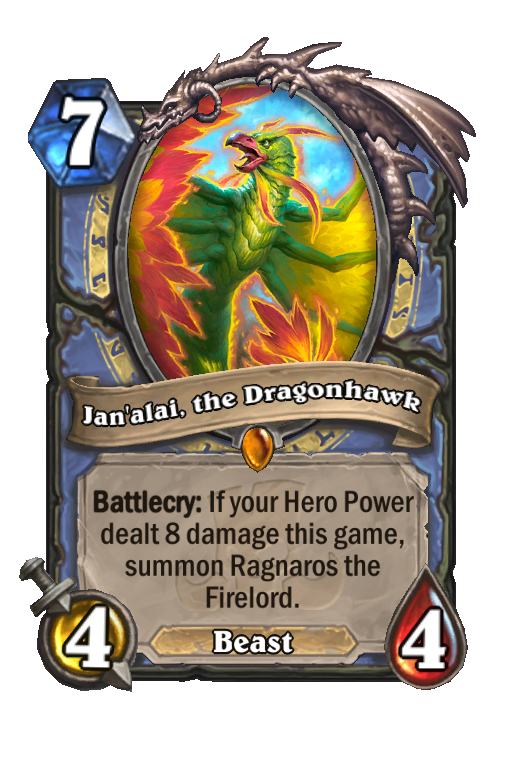 7
Jan'alai, the Dragonhawk
Battlecry: If your Hero Power
dealt 8 damage this game,
summon Ragnaros the
Firelord.
4
Beast
4